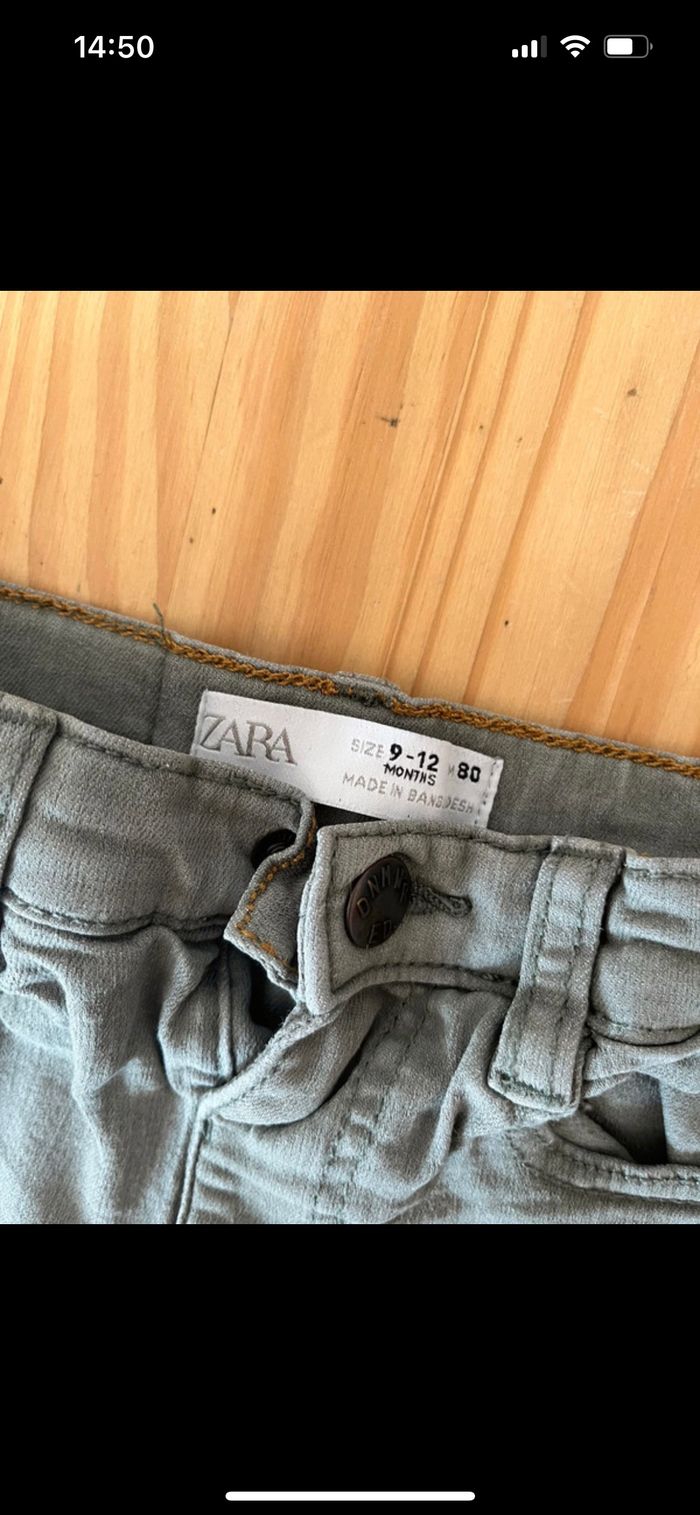 14:50
ZARA
SIZE 9-12 80
MONTHS
MADE IN BANGLADESH